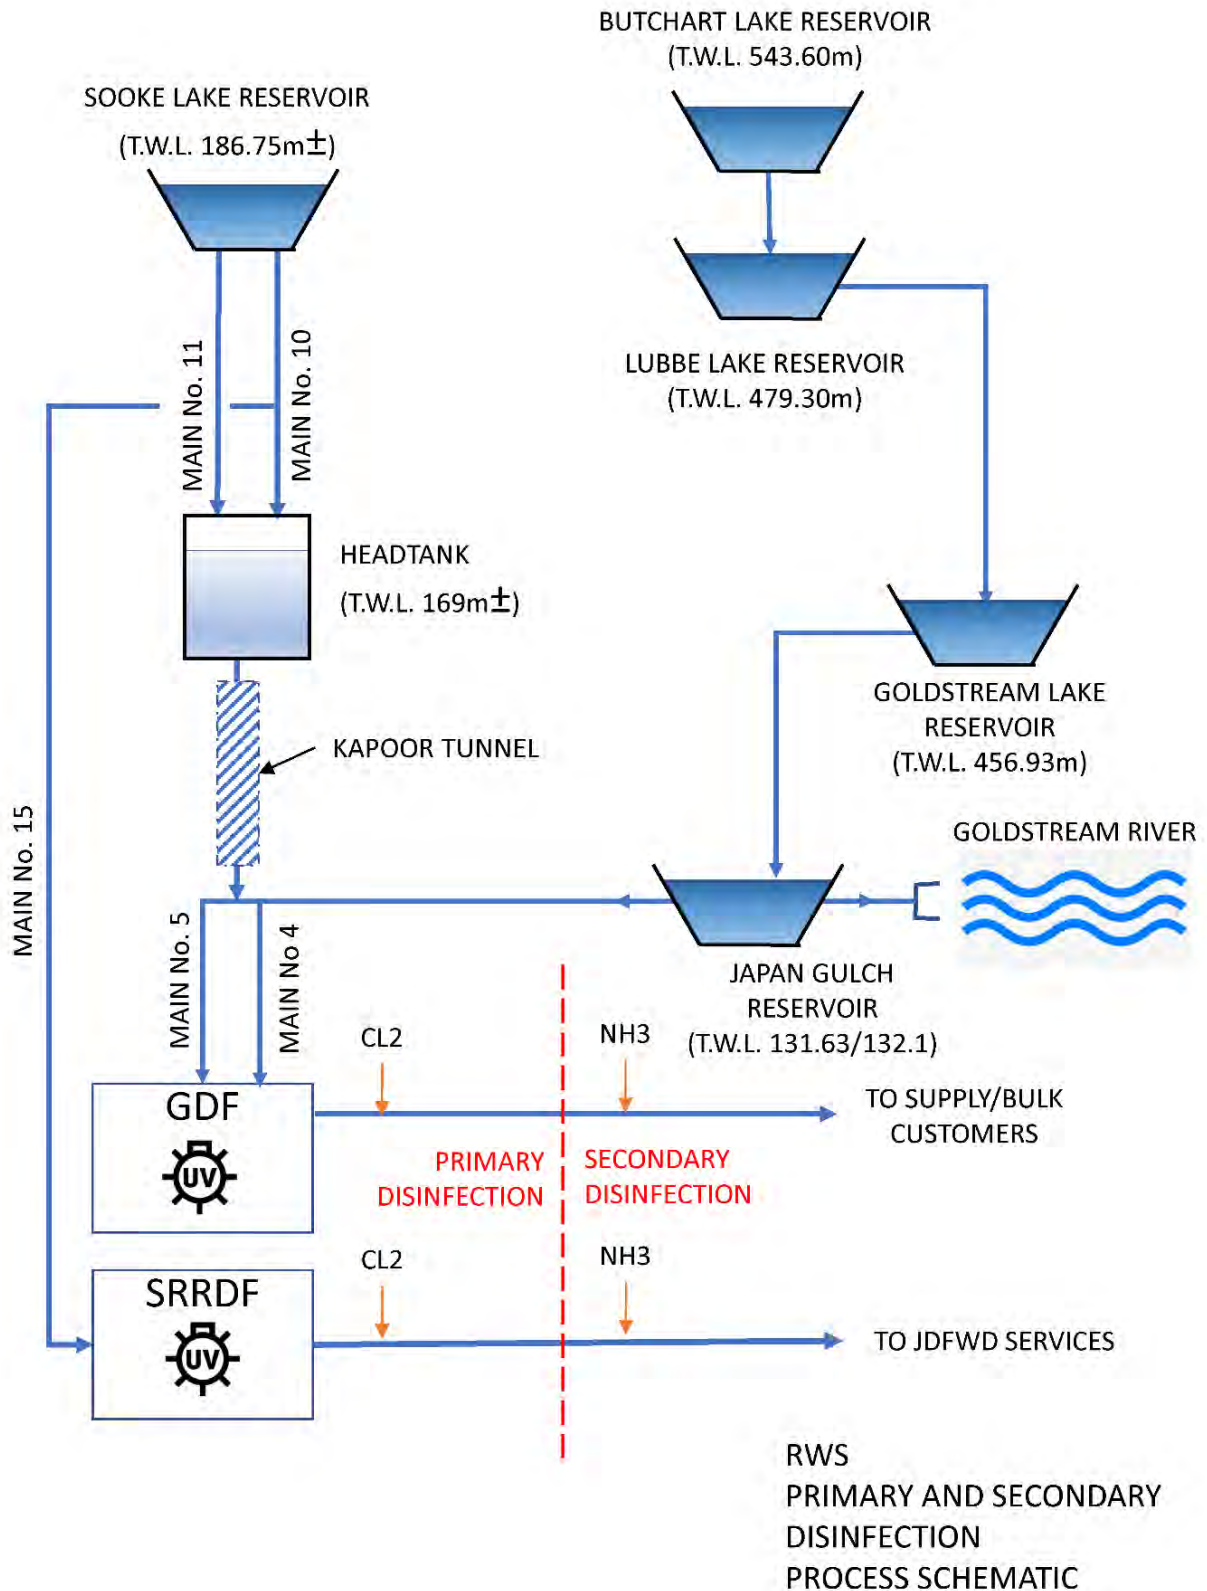 BUTCHART LAKE RESERVOIR
(T.W.L. 543.60m)
SOOKE LAKE RESERVOIR
(T.W.L. 186.75m±)
LUBBE LAKE RESERVOIR
(T.W.L. 479.30m)
MAIN No. 11
MAIN No. 10
HEADTANK
(T.W.L. 169m±)
GOLDSTREAM LAKE
RESERVOIR
(T.W.L. 456.93m)
KAPOOR TUNNEL
MAIN No. 15
GOLDSTREAM RIVER
MAIN No. 5
MAIN No 4
JAPAN GULCH
RESERVOIR
(T.W.L. 131.63/132.1)
CL2
NH3
GDF
UV
TO SUPPLY/BULK
CUSTOMERS
PRIMARY
DISINFECTION
SECONDARY
DISINFECTION
CL2
NH3
SRRDF
UV
TO JDFWD SERVICES
RWS
PRIMARY AND SECONDARY
DISINFECTION
PROCESS SCHEMATIC